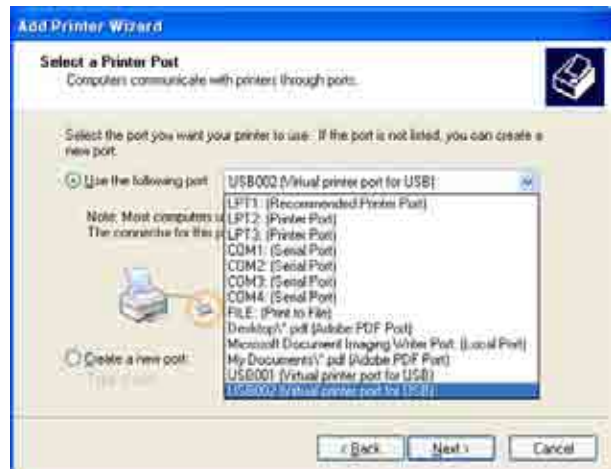 Add Printer Wizard
Select a Printer Port
Computers communicate with printers through ports.
Select the port you want your printer to use. If the port is not listed, you can create a
new port.
Use the following port: USB002 (Virtual printer port for USB)
LPT1: (Recommended Printer Port)
Note: Most computers u
LPT2: (Printer Port)
The connector for this p
LPT3: (Printer Port)
COM1: (Serial Port)
COM2: (Serial Port)
COM3: (Serial Port)
COM4: (Serial Port)
FILE: (Print to File)
Desktop\*.pdf (Adobe PDF Port)
Microsoft Document Imaging Writer Port: (Local Port)
My Documents\*.pdf (Adobe PDF Port)
Create a new port:
USB001 (Virtual printer port for USB)
USB002 (Virtual printer port for USB)
< Back Next > Cancel